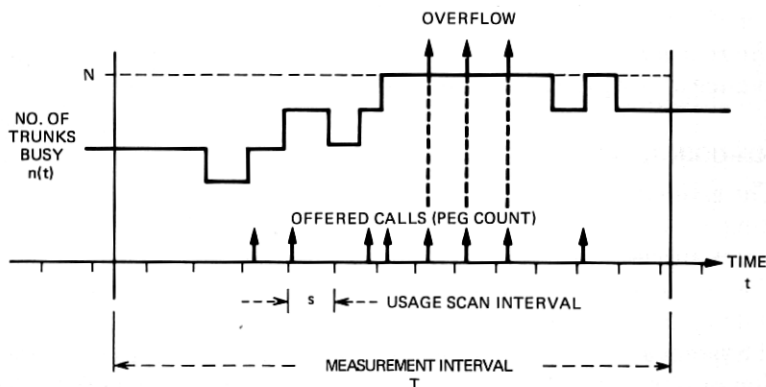 OVERFLOW
N
NO. OF
TRUNKS
BUSY
n(t)
OFFERED CALLS (PEG COUNT)
TIME
t
s
USAGE SCAN INTERVAL
MEASUREMENT INTERVAL
T